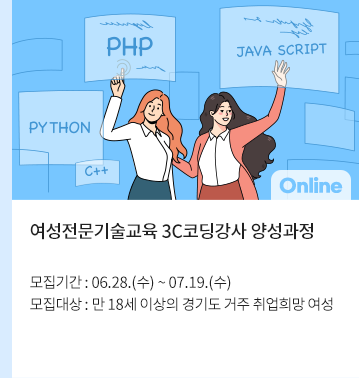 PHP
JAVA SCRIPT
PYTHON
C++
Online
여성전문기술교육 3C코딩강사 양성과정
모집기간 : 06.28.(수) ~ 07.19.(수)
모집대상 : 만 18세 이상의 경기도 거주 취업희망 여성